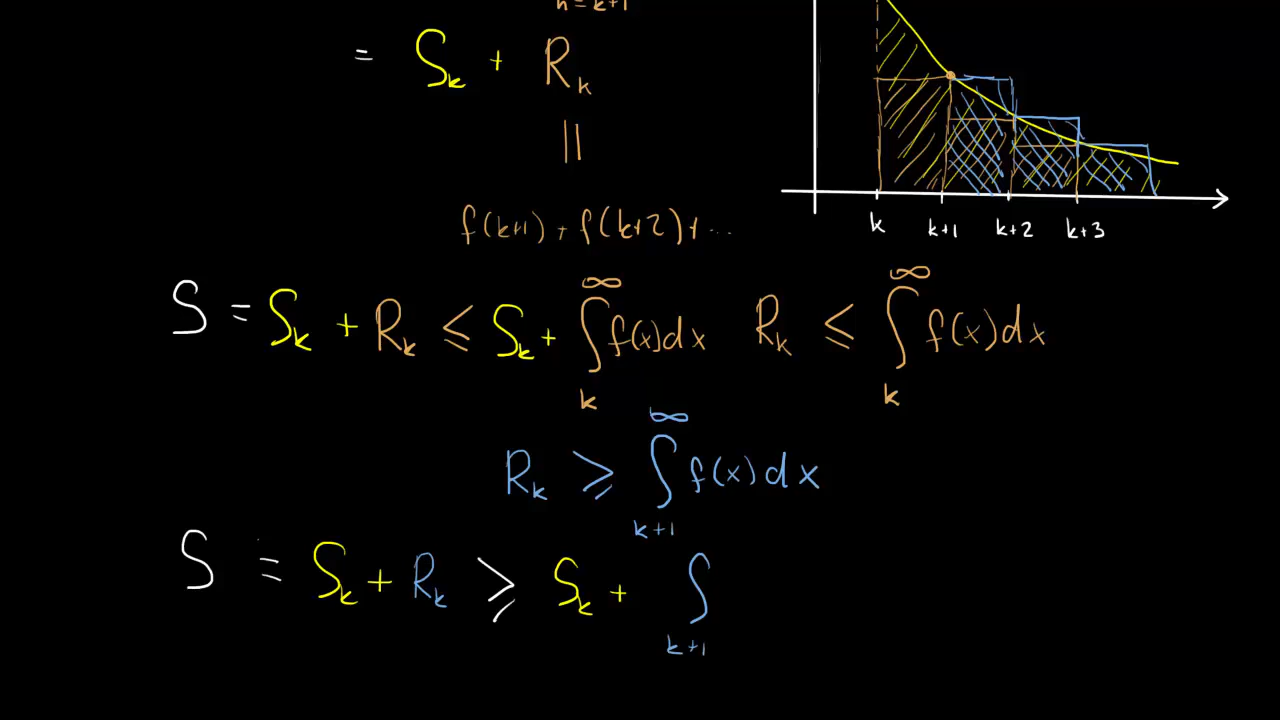 n=k+1
= Sₖ + Rₖ
||
f(k+1) + f(k+2) + ...
k k+1 k+2 k+3
S = Sₖ + Rₖ ≤ Sₖ + ∫ₖ^∞ f(x)dx Rₖ ≤ ∫ₖ^∞ f(x)dx
Rₖ ≥ ∫ₖ₊₁^∞ f(x)dx
S = Sₖ + Rₖ ≥ Sₖ + ∫ₖ₊₁